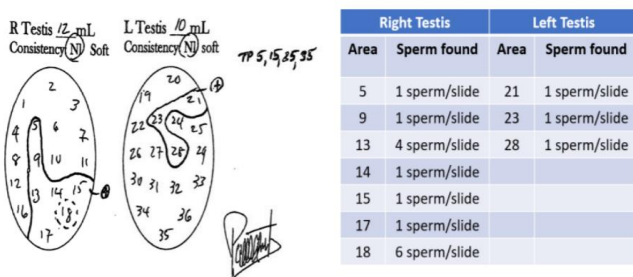 R Testis 12 mL
Consistency Nl Soft
L Testis 10 mL
Consistency Nl soft
TP 5, 15, 25, 35
2
1
3
4
5
6
7
8
9
10
11
12
13
14
15
16
17
18
+
20
19
21
22
23
24
25
26
27
28
29
30
31
32
33
34
35
36
+
Right Testis Left Testis
Area Sperm found Area Sperm found
5 1 sperm/slide 21 1 sperm/slide
9 1 sperm/slide 23 1 sperm/slide
13 4 sperm/slide 28 1 sperm/slide
14 1 sperm/slide
15 1 sperm/slide
17 1 sperm/slide
18 6 sperm/slide